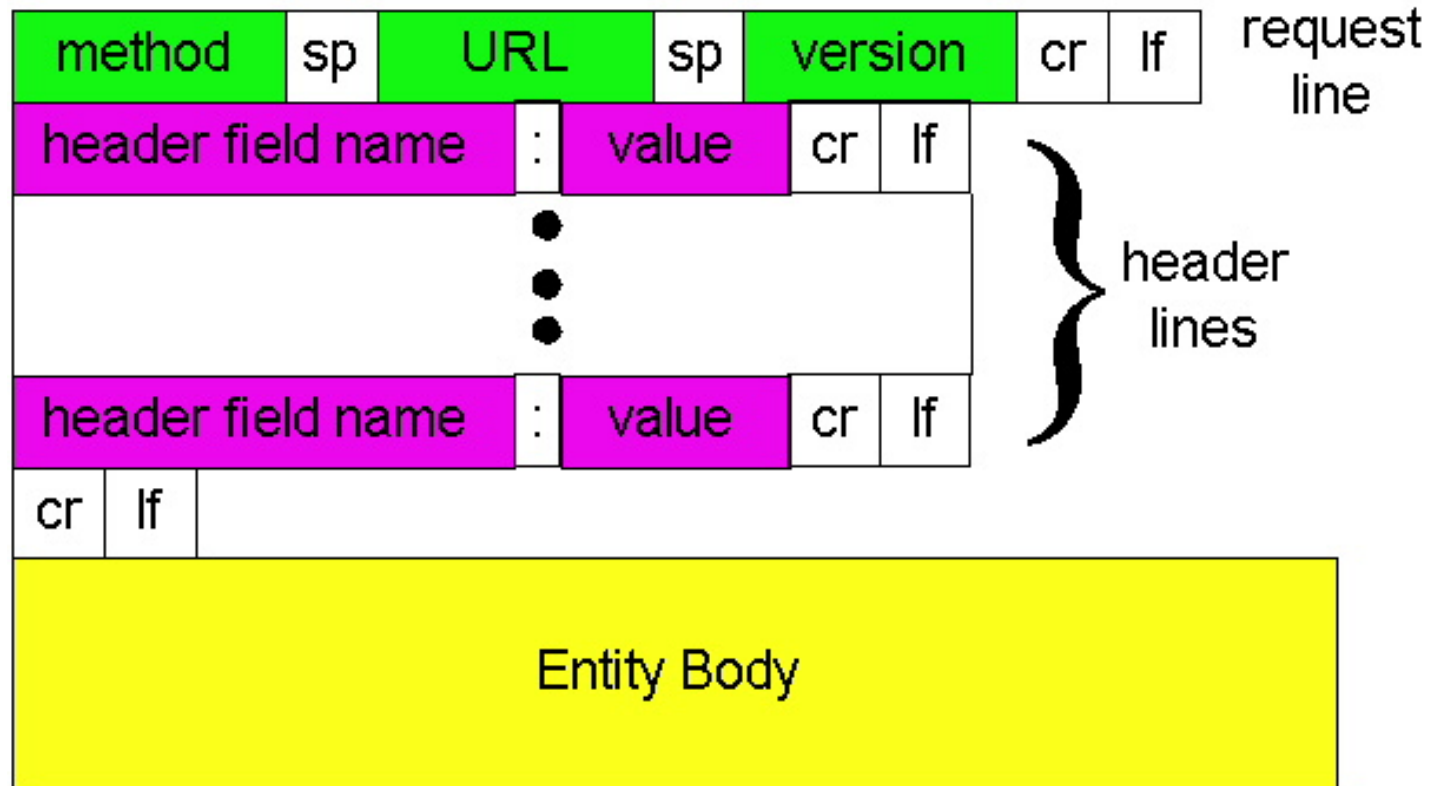 method sp URL sp version cr lf
request
line
header field name : value cr lf
header
lines
header field name : value cr lf
cr lf
Entity Body